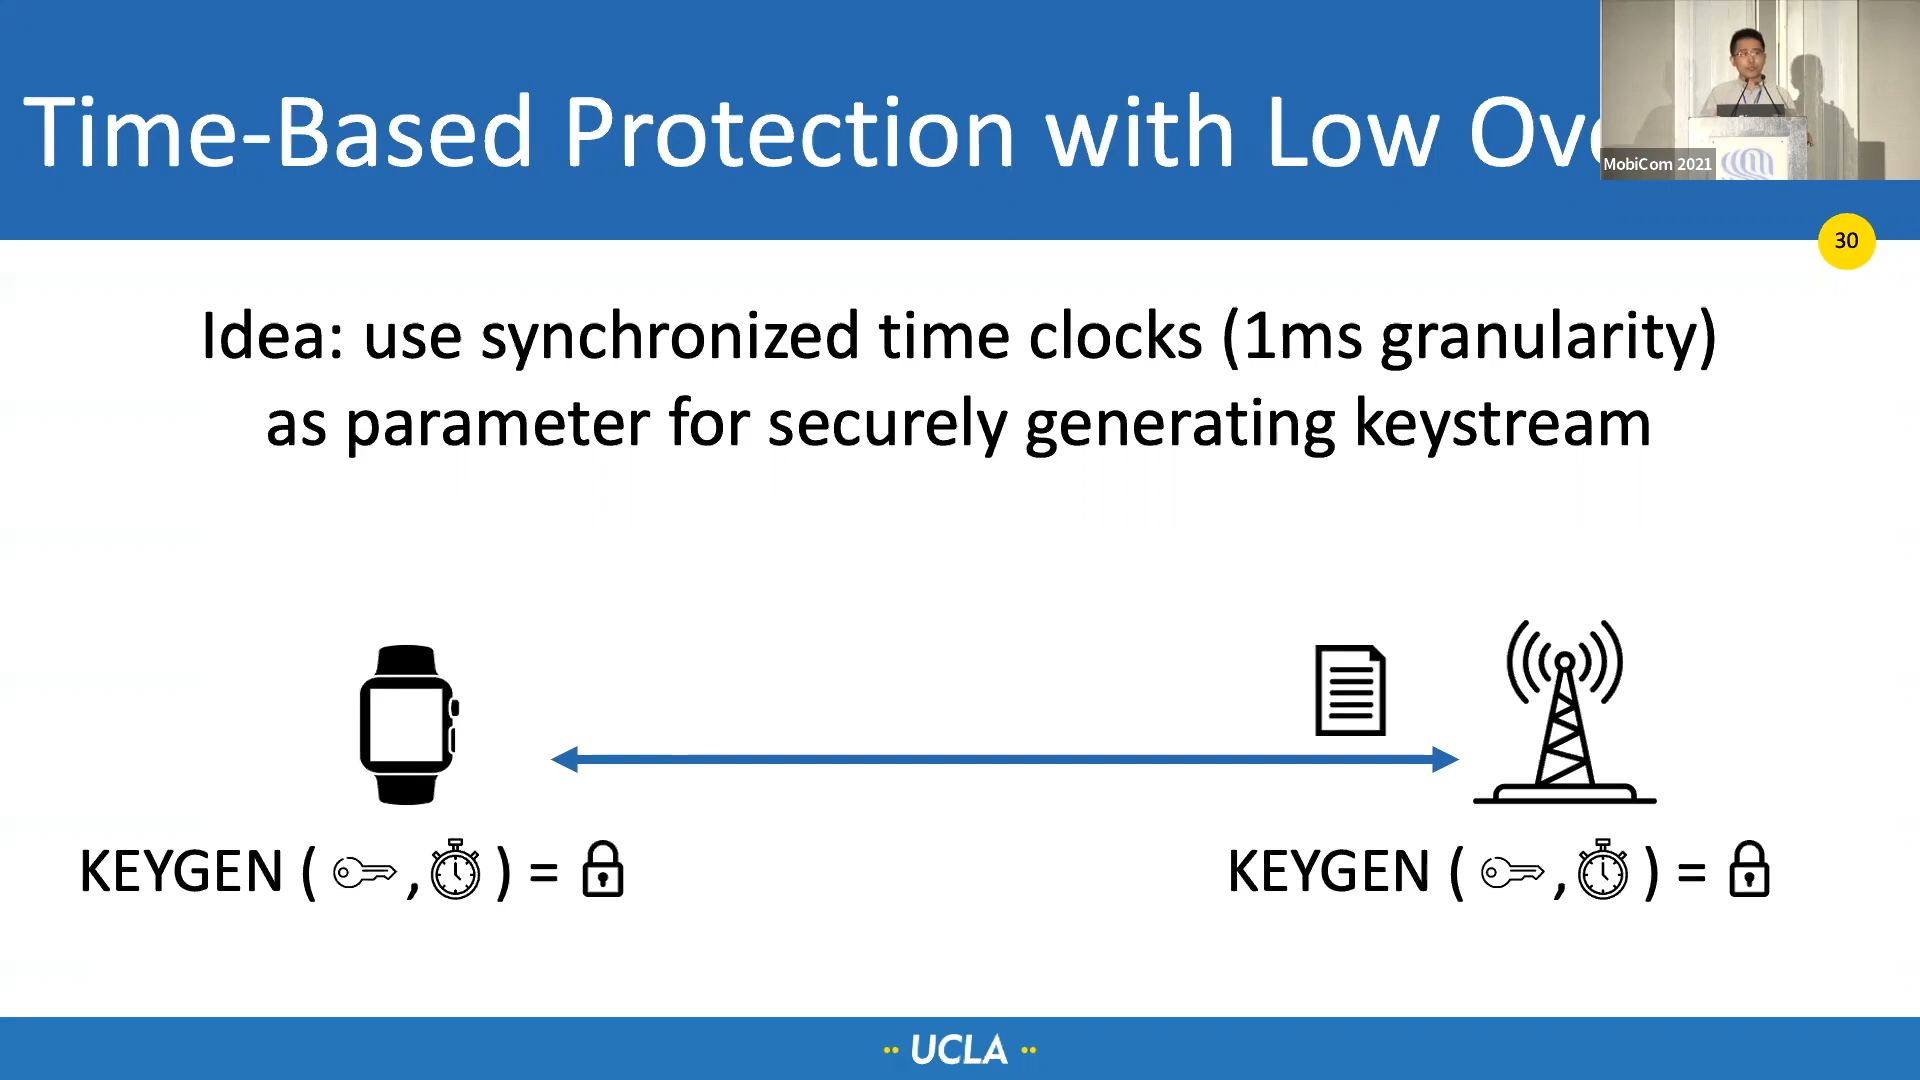 Time-Based Protection with Low
MobiCom 2021
30
Idea: use synchronized time clocks (1ms granularity)
as parameter for securely generating keystream
KEYGEN ( , ) =
KEYGEN ( , ) =
UCLA